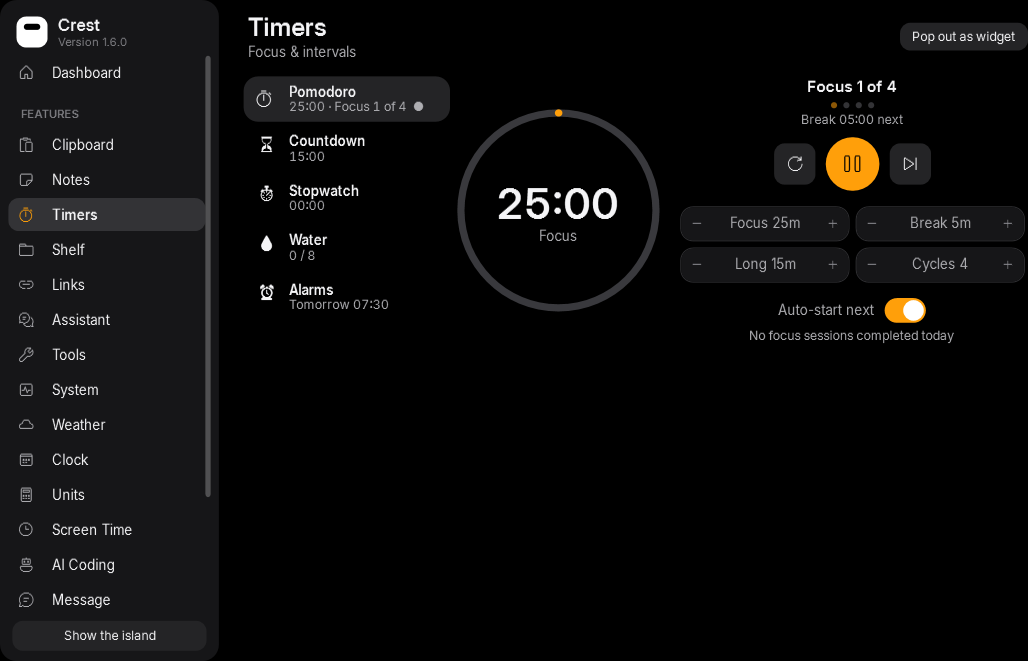 Crest
Version 1.6.0
Dashboard
FEATURES
Clipboard
Notes
Timers
Shelf
Links
Assistant
Tools
System
Weather
Clock
Units
Screen Time
AI Coding
Message
Show the island
Timers
Focus & intervals
Pop out as widget
Pomodoro
25:00 · Focus 1 of 4
Countdown
15:00
Stopwatch
00:00
Water
0 / 8
Alarms
Tomorrow 07:30
25:00
Focus
Focus 1 of 4
Break 05:00 next
− Focus 25m + − Break 5m +
− Long 15m + − Cycles 4 +
Auto-start next
No focus sessions completed today